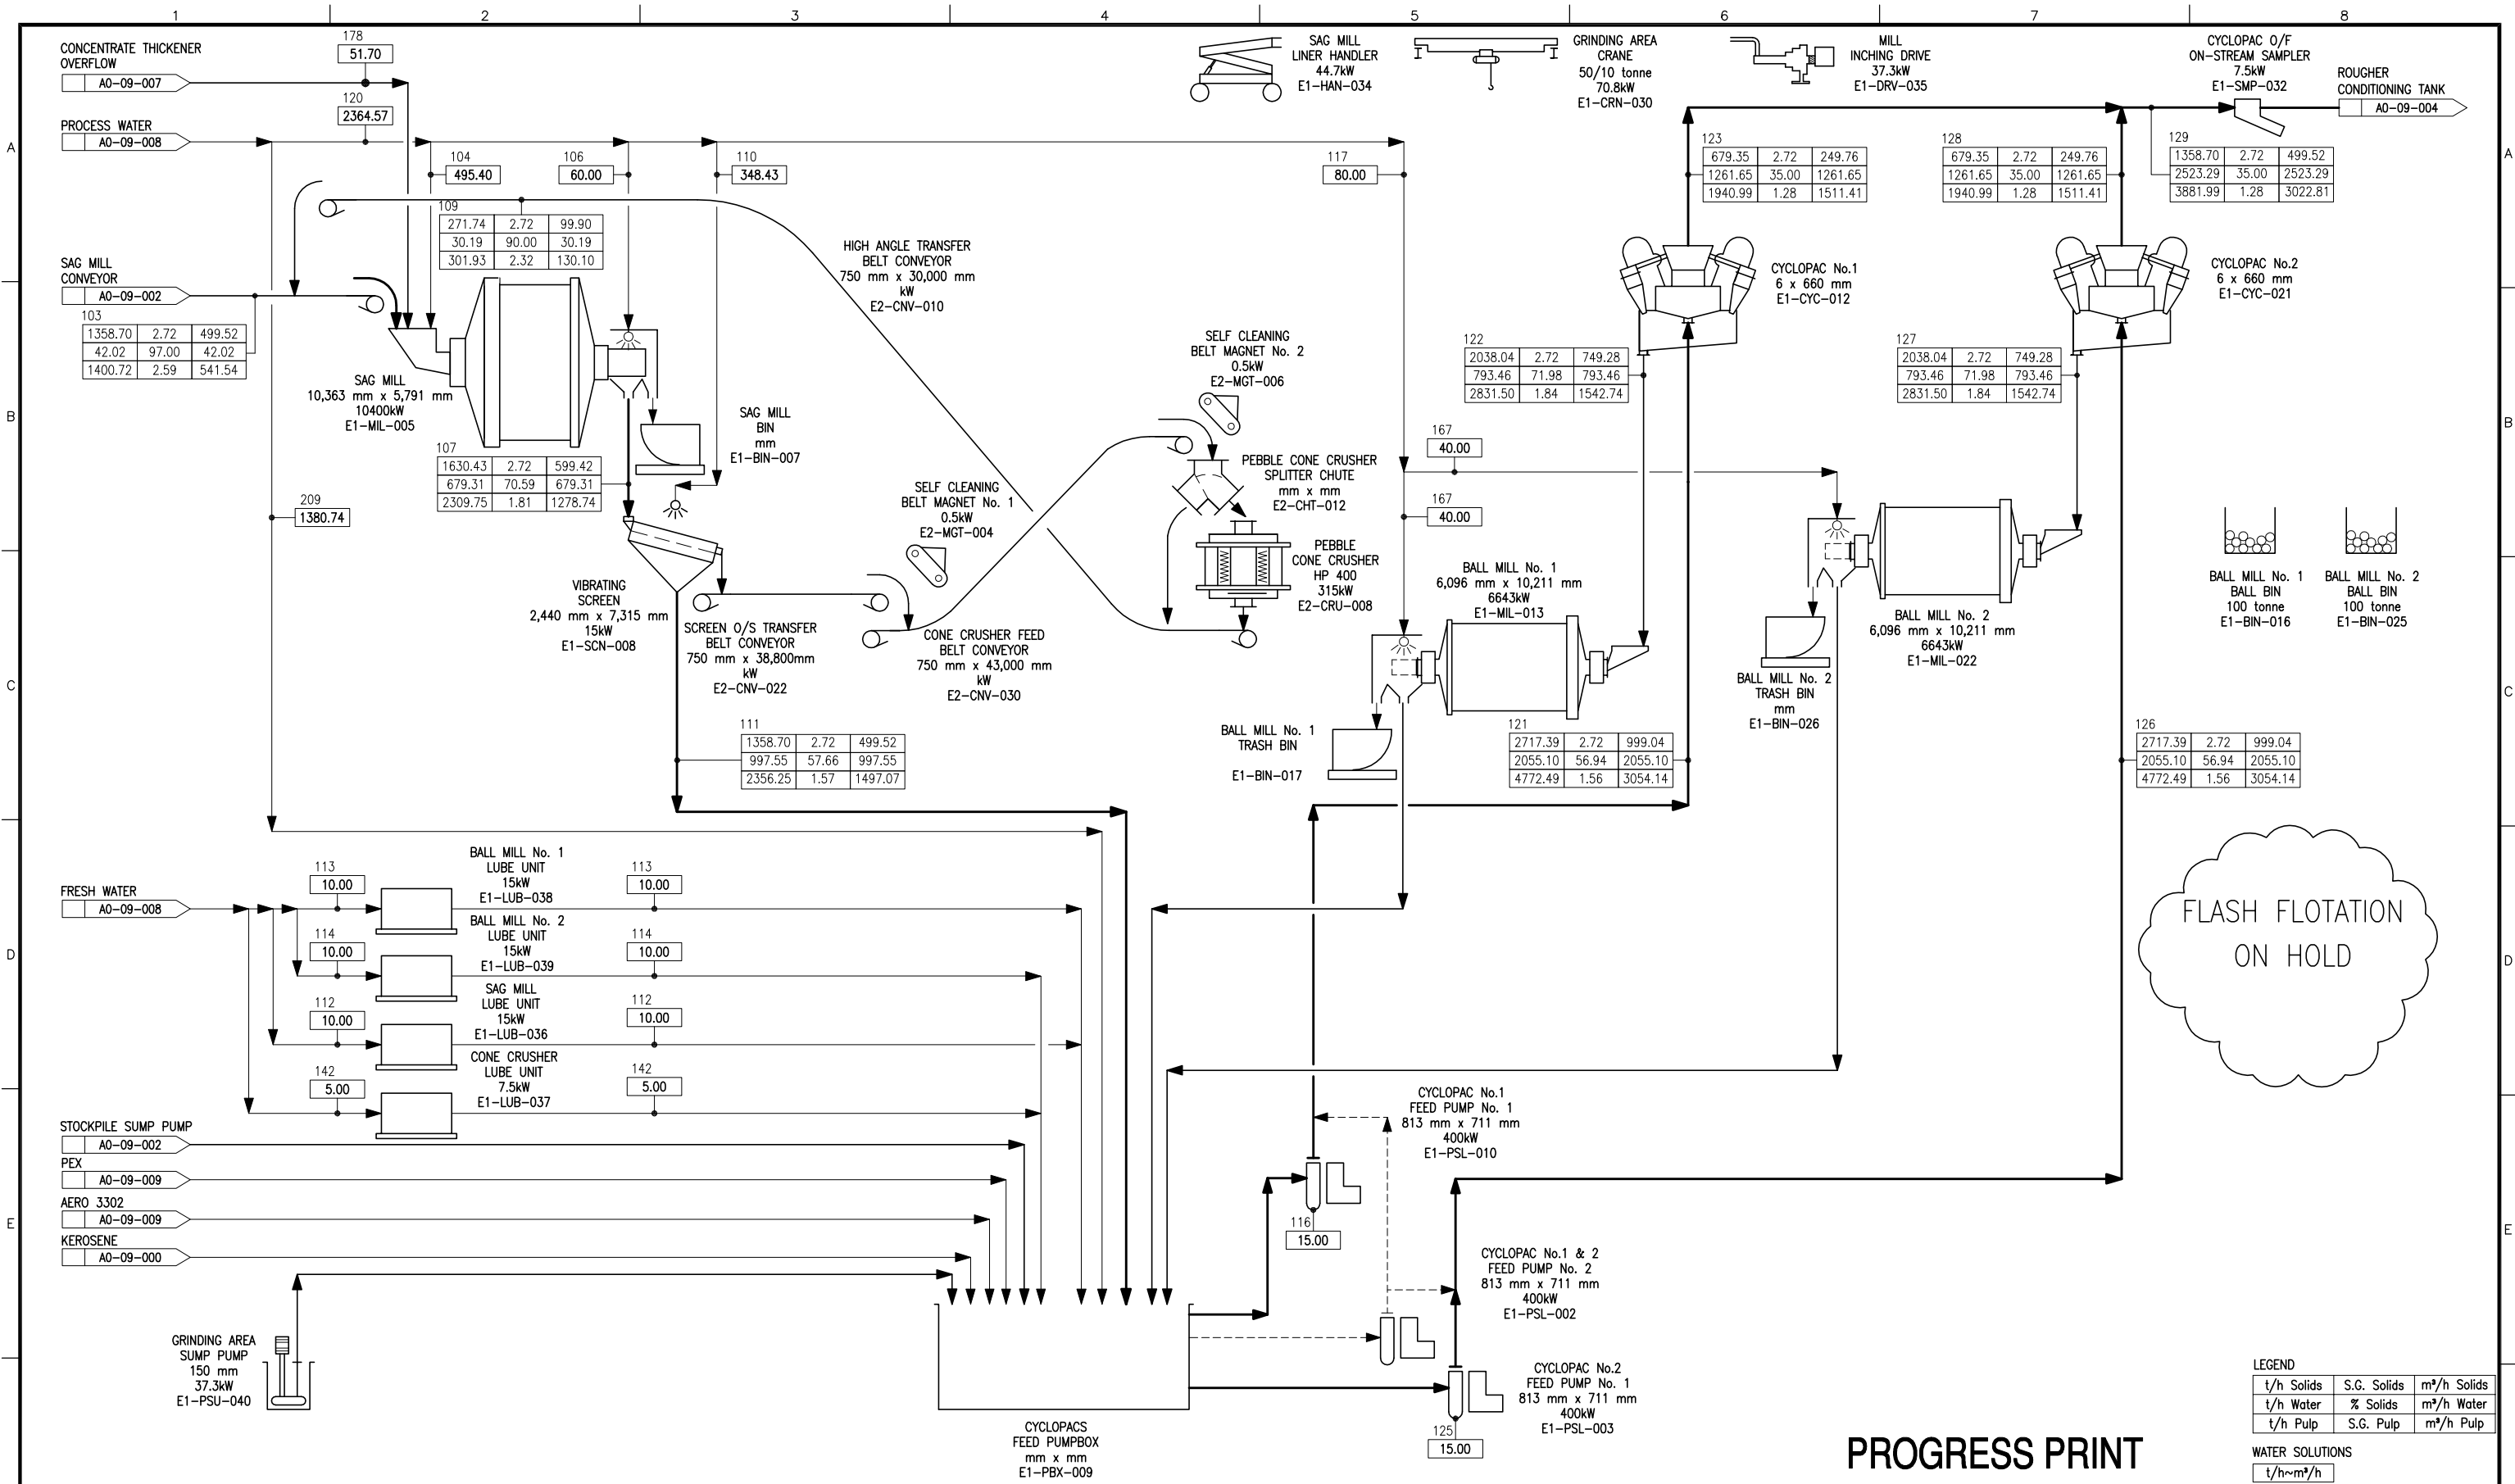 1 2 3 4 5 6 7 8
A
B
C
D
E
A
B
C
D
E
CONCENTRATE THICKENER
OVERFLOW
A0-09-007
178
51.70
120
2364.57
PROCESS WATER
A0-09-008
104
495.40
106
60.00
110
348.43
117
80.00
SAG MILL
LINER HANDLER
44.7kW
E1-HAN-034
GRINDING AREA
CRANE
50/10 tonne
70.8kW
E1-CRN-030
MILL
INCHING DRIVE
37.3kW
E1-DRV-035
CYCLOPAC O/F
ON-STREAM SAMPLER
7.5kW
E1-SMP-032
ROUGHER
CONDITIONING TANK
A0-09-004
123
679.35 2.72 249.76
1261.65 35.00 1261.65
1940.99 1.28 1511.41
128
679.35 2.72 249.76
1261.65 35.00 1261.65
1940.99 1.28 1511.41
129
1358.70 2.72 499.52
2523.29 35.00 2523.29
3881.99 1.28 3022.81
109
271.74 2.72 99.90
30.19 90.00 30.19
301.93 2.32 130.10
SAG MILL
CONVEYOR
A0-09-002
103
1358.70 2.72 499.52
42.02 97.00 42.02
1400.72 2.59 541.54
HIGH ANGLE TRANSFER
BELT CONVEYOR
750 mm x 30,000 mm
kW
E2-CNV-010
CYCLOPAC No.1
6 x 660 mm
E1-CYC-012
CYCLOPAC No.2
6 x 660 mm
E1-CYC-021
SAG MILL
10,363 mm x 5,791 mm
10400kW
E1-MIL-005
SAG MILL
BIN
mm
E1-BIN-007
SELF CLEANING
BELT MAGNET No. 2
0.5kW
E2-MGT-006
122
2038.04 2.72 749.28
793.46 71.98 793.46
2831.50 1.84 1542.74
127
2038.04 2.72 749.28
793.46 71.98 793.46
2831.50 1.84 1542.74
107
1630.43 2.72 599.42
679.31 70.59 679.31
2309.75 1.81 1278.74
209
1380.74
SELF CLEANING
BELT MAGNET No. 1
0.5kW
E2-MGT-004
PEBBLE CONE CRUSHER
SPLITTER CHUTE
mm x mm
E2-CHT-012
167
40.00
167
40.00
PEBBLE
CONE CRUSHER
HP 400
315kW
E2-CRU-008
VIBRATING
SCREEN
2,440 mm x 7,315 mm
15kW
E1-SCN-008
SCREEN O/S TRANSFER
BELT CONVEYOR
750 mm x 38,800mm
kW
E2-CNV-022
CONE CRUSHER FEED
BELT CONVEYOR
750 mm x 43,000 mm
kW
E2-CNV-030
BALL MILL No. 1
6,096 mm x 10,211 mm
6643kW
E1-MIL-013
BALL MILL No. 2
6,096 mm x 10,211 mm
6643kW
E1-MIL-022
BALL MILL No. 1
BALL BIN
100 tonne
E1-BIN-016
BALL MILL No. 2
BALL BIN
100 tonne
E1-BIN-025
BALL MILL No. 2
TRASH BIN
mm
E1-BIN-026
BALL MILL No. 1
TRASH BIN
E1-BIN-017
111
1358.70 2.72 499.52
997.55 57.66 997.55
2356.25 1.57 1497.07
121
2717.39 2.72 999.04
2055.10 56.94 2055.10
4772.49 1.56 3054.14
126
2717.39 2.72 999.04
2055.10 56.94 2055.10
4772.49 1.56 3054.14
FRESH WATER
A0-09-008
113
10.00
BALL MILL No. 1
LUBE UNIT
15kW
E1-LUB-038
113
10.00
114
10.00
BALL MILL No. 2
LUBE UNIT
15kW
E1-LUB-039
114
10.00
112
10.00
SAG MILL
LUBE UNIT
15kW
E1-LUB-036
112
10.00
142
5.00
CONE CRUSHER
LUBE UNIT
7.5kW
E1-LUB-037
142
5.00
FLASH FLOTATION
ON HOLD
STOCKPILE SUMP PUMP
A0-09-002
PEX
A0-09-009
AERO 3302
A0-09-009
KEROSENE
A0-09-000
CYCLOPAC No.1
FEED PUMP No. 1
813 mm x 711 mm
400kW
E1-PSL-010
116
15.00
CYCLOPAC No.1 & 2
FEED PUMP No. 2
813 mm x 711 mm
400kW
E1-PSL-002
GRINDING AREA
SUMP PUMP
150 mm
37.3kW
E1-PSU-040
CYCLOPACS
FEED PUMPBOX
mm x mm
E1-PBX-009
CYCLOPAC No.2
FEED PUMP No. 1
813 mm x 711 mm
400kW
E1-PSL-003
125
15.00
PROGRESS PRINT
LEGEND
t/h Solids S.G. Solids m³/h Solids
t/h Water % Solids m³/h Water
t/h Pulp S.G. Pulp m³/h Pulp
WATER SOLUTIONS
t/h~m³/h